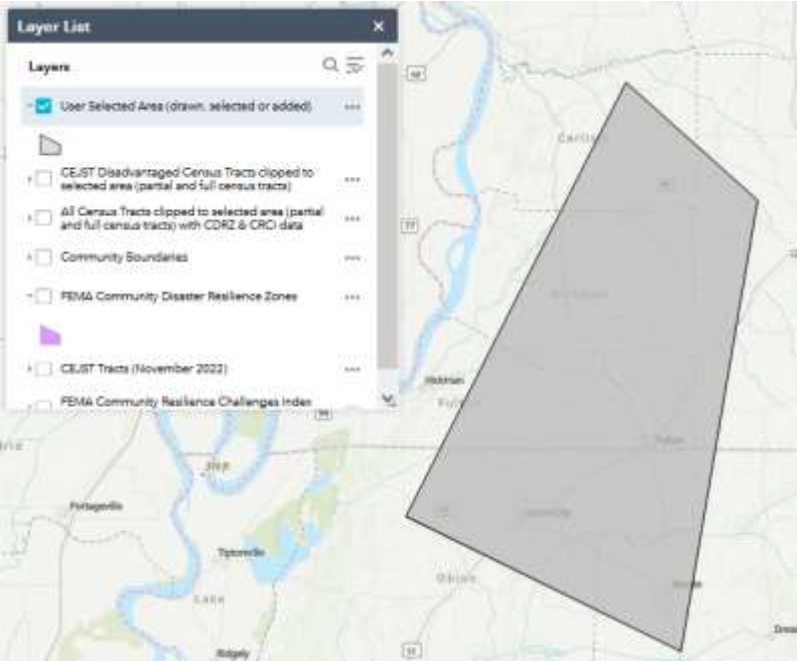 Layer List
Layers
User Selected Area (drawn, selected or added)
CEJST Disadvantaged Census Tracts clipped to
selected area (partial and full census tracts)
All Census Tracts clipped to selected area (partial
and full census tracts) with CDRZ & CRCI data
Community Boundaries
FEMA Community Disaster Resilience Zones
CEJST Tracts (November 2022)
FEMA Community Resilience Challenges Index
Carlisle
77
Hickman
Portageville
Tiptonville
Obion
Lake
Ridgely
51